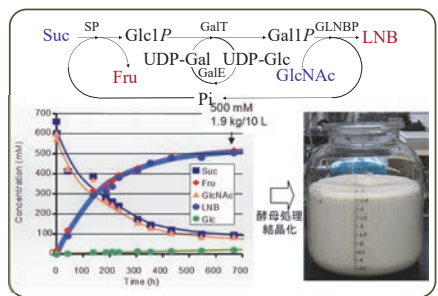 SP GalT GLNBP
Suc Glc1P Gal1P LNB
UDP-Gal UDP-Glc
Fru GalE GlcNAc
Pi
500 mM
1.9 kg/10 L
Concentration (mM)
700
600
500
400
300
200
100
0
Suc
Fru
GlcNAc
LNB
Glc
0 100 200 300 400 500 600 700
Time (h)
酵母処理
結晶化